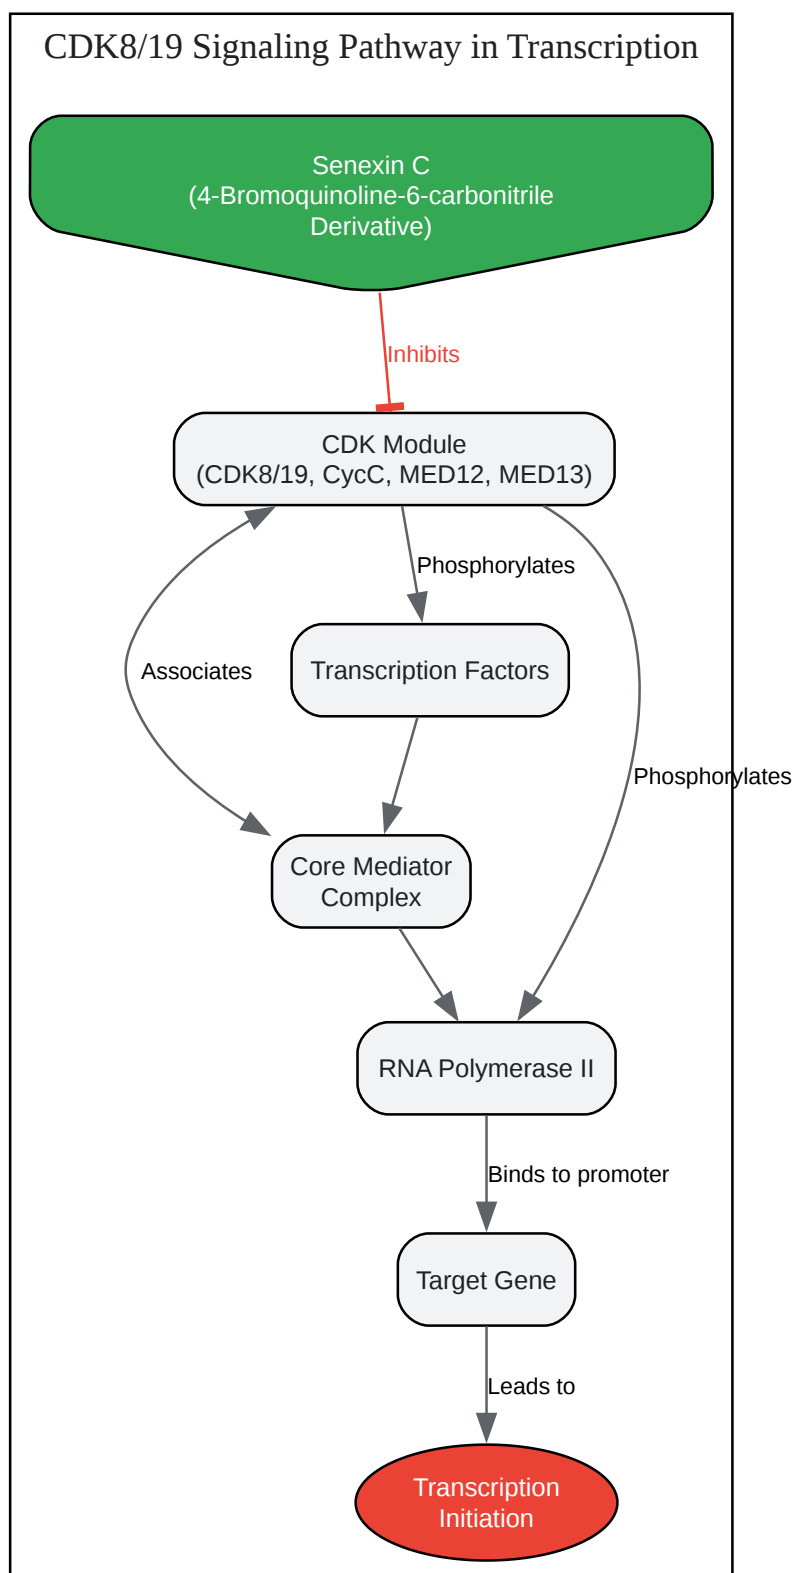 CDK8/19 Signaling Pathway in Transcription
Senexin C
(4-Bromoquinoline-6-carbonitrile
Derivative)
Inhibits
CDK Module
(CDK8/19, CycC, MED12, MED13)
Phosphorylates
Transcription Factors
Associates
Phosphorylates
Core Mediator
Complex
RNA Polymerase II
Binds to promoter
Target Gene
Leads to
Transcription
Initiation